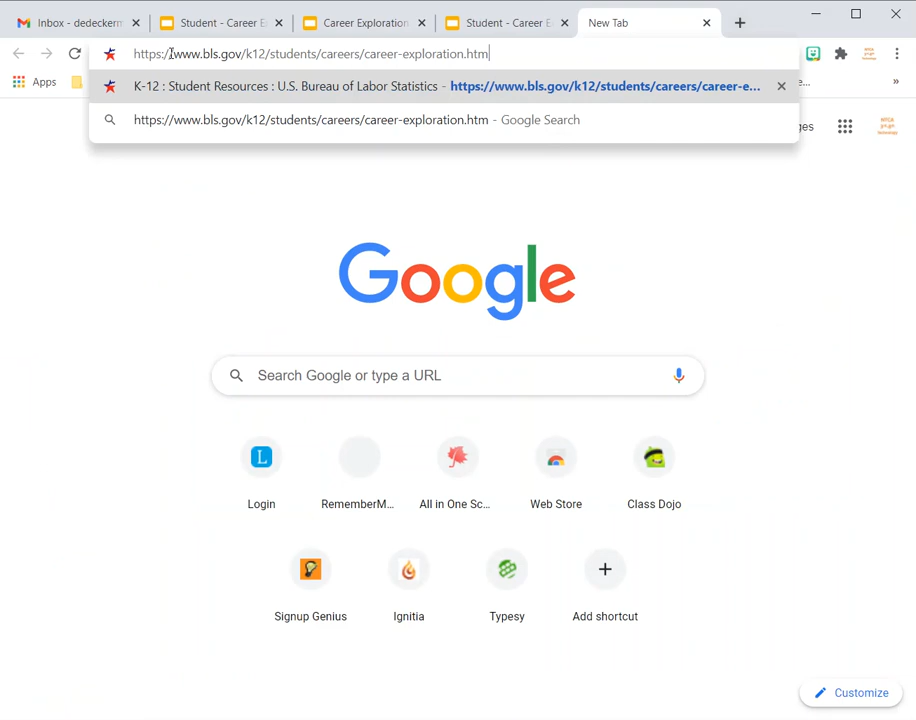 Inbox - dedeckerm
Student - Career E
Career Exploration
Student - Career E
New Tab
https://www.bls.gov/k12/students/careers/career-exploration.htm
Apps
K-12 : Student Resources : U.S. Bureau of Labor Statistics - https://www.bls.gov/k12/students/careers/career-e...
https://www.bls.gov/k12/students/careers/career-exploration.htm - Google Search
Google
Search Google or type a URL
L
Login
RememberM...
All in One Sc...
Web Store
Class Dojo
Signup Genius
Ignitia
Typesy
Add shortcut
Customize